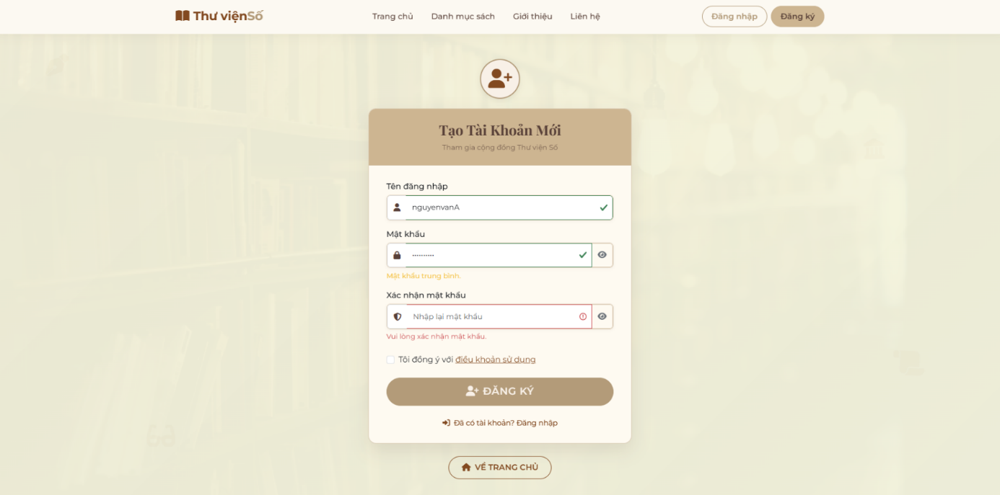 Thư việnSố
Trang chủ Danh mục sách Giới thiệu Liên hệ
Đăng nhập Đăng ký
Tạo Tài Khoản Mới
Tham gia cộng đồng Thư viện Số
Tên đăng nhập
nguyenvanA
Mật khẩu
Mật khẩu trung bình.
Xác nhận mật khẩu
Nhập lại mật khẩu
Vui lòng xác nhận mật khẩu.
Tôi đồng ý với điều khoản sử dụng
ĐĂNG KÝ
Đã có tài khoản? Đăng nhập
VỀ TRANG CHỦ